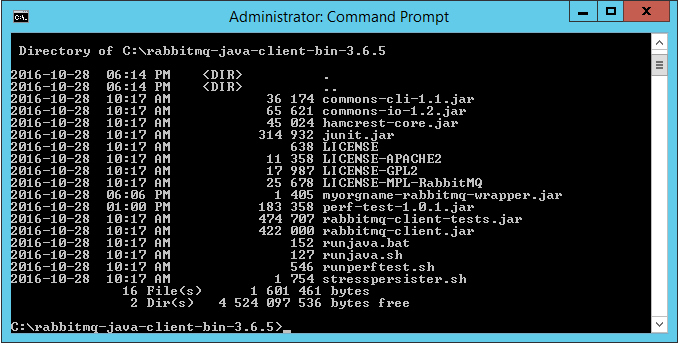 Administrator: Command Prompt
Directory of C:\rabbitmq-java-client-bin-3.6.5
2016-10-28 06:14 PM <DIR> .
2016-10-28 06:14 PM <DIR> ..
2016-10-28 10:17 AM 36 174 commons-cli-1.1.jar
2016-10-28 10:17 AM 65 621 commons-io-1.2.jar
2016-10-28 10:17 AM 45 024 hamcrest-core.jar
2016-10-28 10:17 AM 314 932 junit.jar
2016-10-28 10:17 AM 638 LICENSE
2016-10-28 10:17 AM 11 358 LICENSE-APACHE2
2016-10-28 10:17 AM 17 987 LICENSE-GPL2
2016-10-28 10:17 AM 25 678 LICENSE-MPL-RabbitMQ
2016-10-28 06:06 PM 1 405 myorgname-rabbitmq-wrapper.jar
2016-10-28 01:00 PM 183 358 perf-test-1.0.1.jar
2016-10-28 10:17 AM 474 707 rabbitmq-client-tests.jar
2016-10-28 10:17 AM 422 000 rabbitmq-client.jar
2016-10-28 10:17 AM 152 runjava.bat
2016-10-28 10:17 AM 127 runjava.sh
2016-10-28 10:17 AM 546 runperftest.sh
2016-10-28 10:17 AM 1 754 stresspersister.sh
16 File(s) 1 601 461 bytes
2 Dir(s) 4 524 097 536 bytes free
C:\rabbitmq-java-client-bin-3.6.5>_